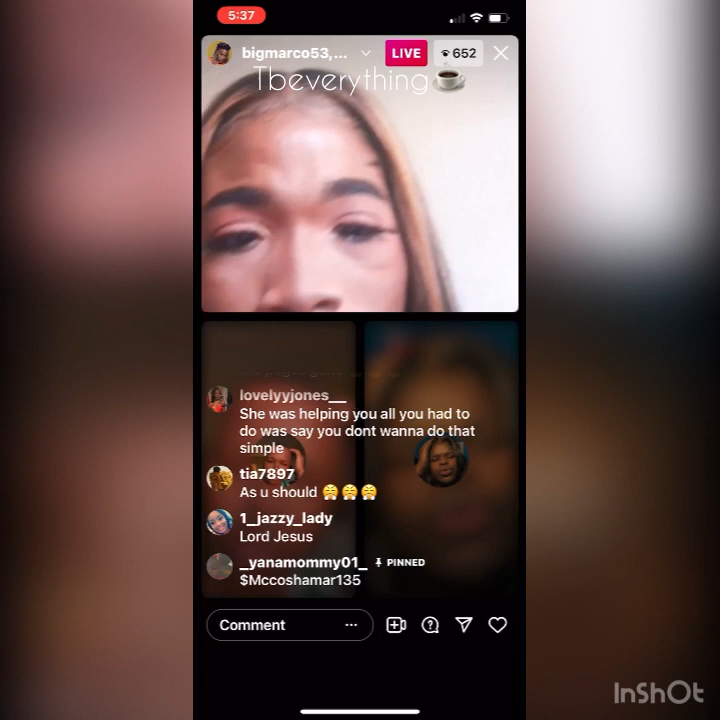 5:37
bigmarco53,...
LIVE
652
Tbeverything
lovelyyjones__
She was helping you all you had to
do was say you dont wanna do that
simple
tia7897
As u should 😤😤😤
1_jazzy_lady
Lord Jesus
_yanamommy01_ PINNED
$Mccoshamar135
Comment ...
InShOt